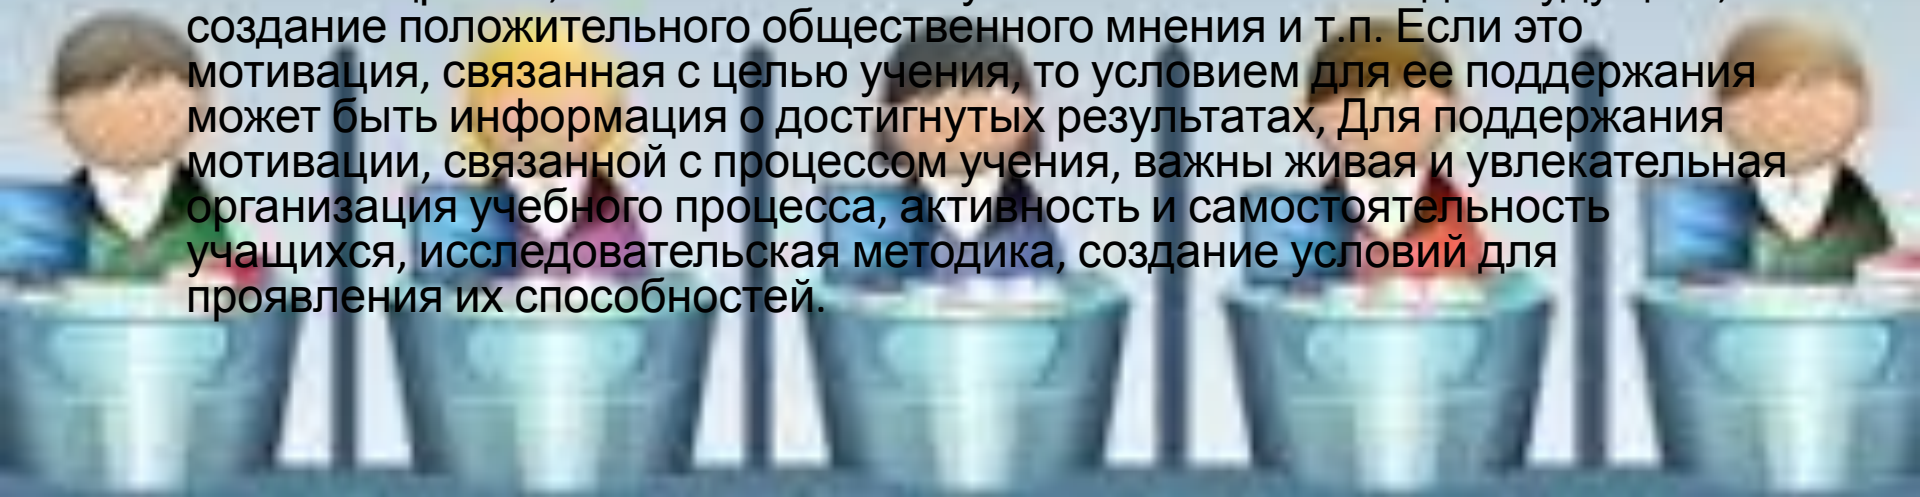 создание положительного общественного мнения и т.п. Если это
мотивация, связанная с целью учения, то условием для ее поддержания
может быть информация о достигнутых результатах, Для поддержания
мотивации, связанной с процессом учения, важны живая и увлекательная
организация учебного процесса, активность и самостоятельность
учащихся, исследовательская методика, создание условий для
проявления их способностей.